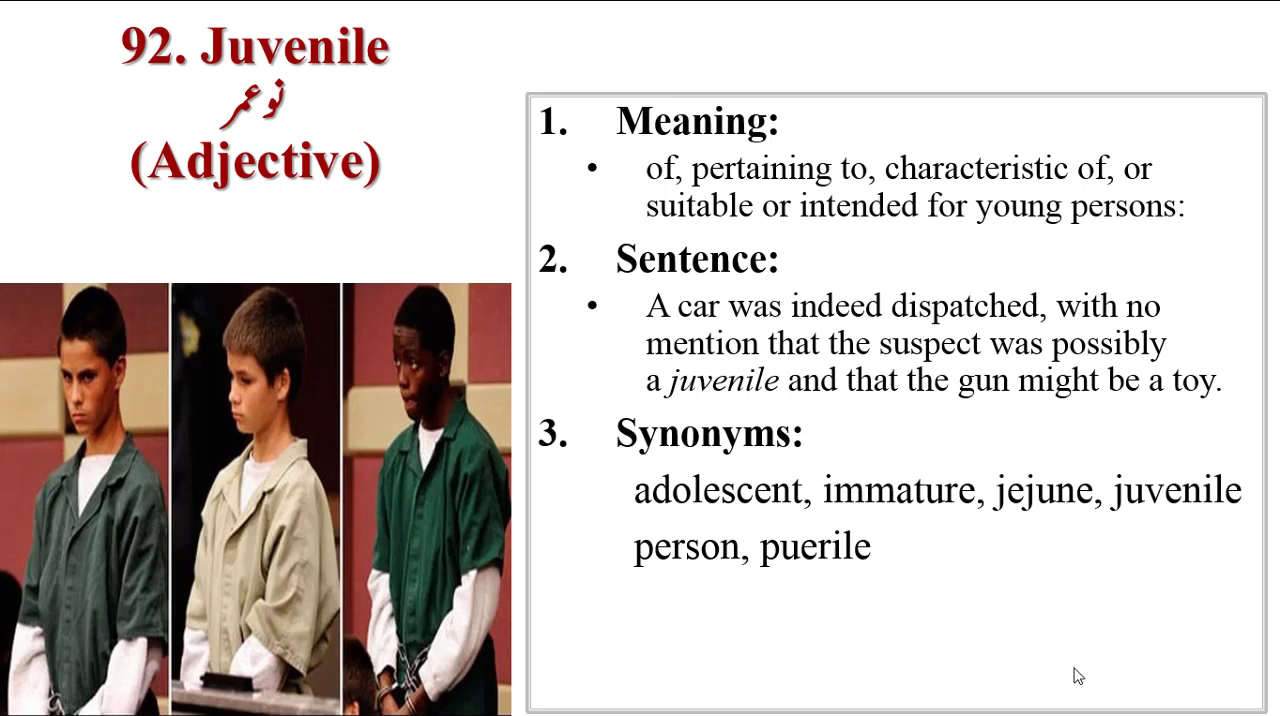 92. Juvenile
نو عمر
(Adjective)
1. Meaning:
• of, pertaining to, characteristic of, or
suitable or intended for young persons:
2. Sentence:
• A car was indeed dispatched, with no
mention that the suspect was possibly
a juvenile and that the gun might be a toy.
3. Synonyms:
adolescent, immature, jejune, juvenile
person, puerile